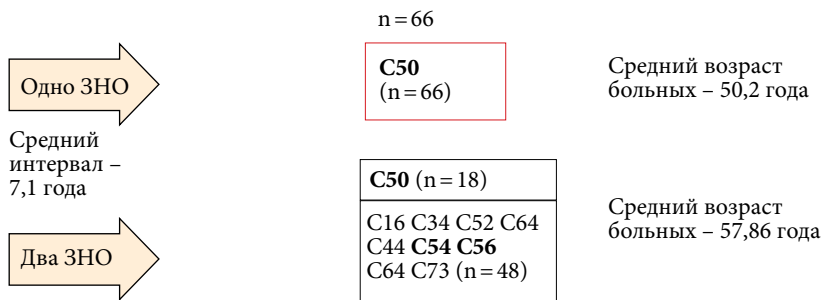 n = 66
Одно ЗНО
C50
(n = 66)
Средний возраст
больных – 50,2 года
Средний
интервал –
7,1 года
C50 (n = 18)
C16 C34 C52 C64
C44 C54 C56
C64 C73 (n = 48)
Средний возраст
больных – 57,86 года
Два ЗНО